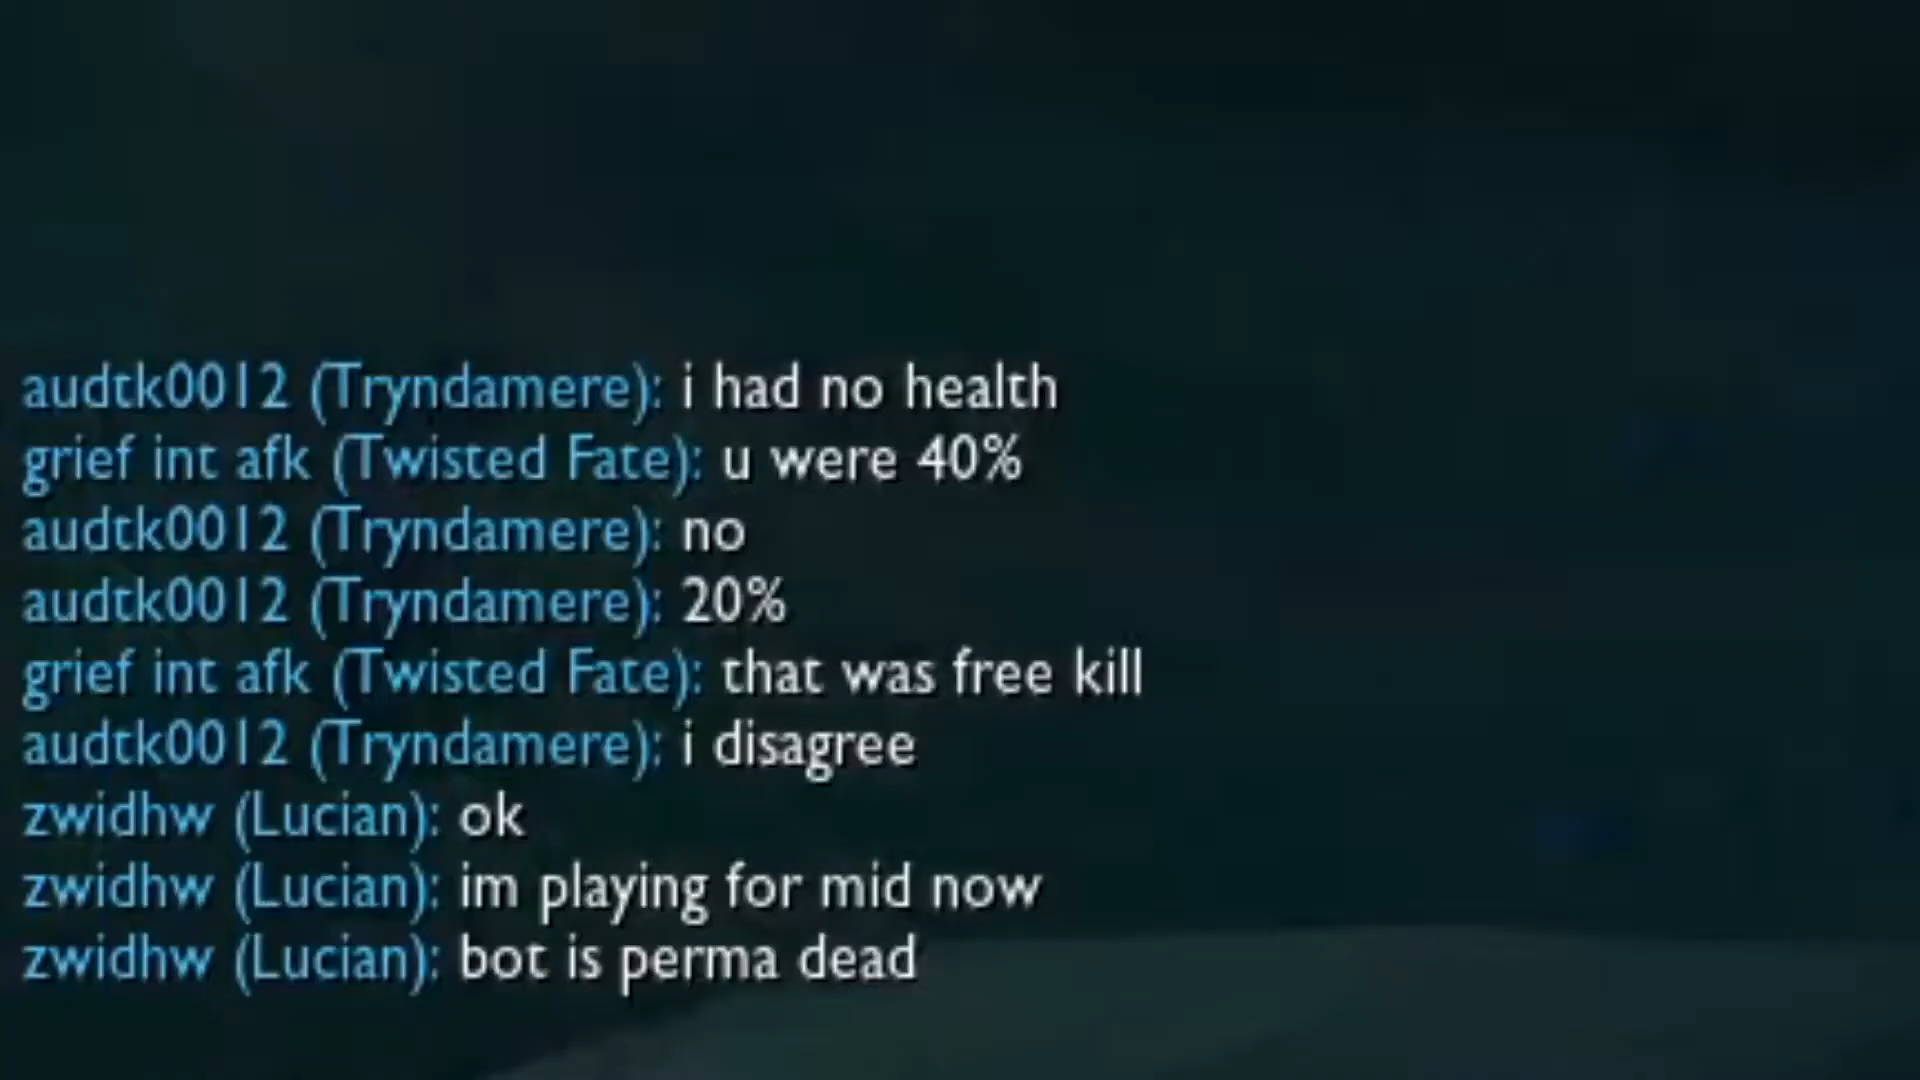 audtk0012 (Tryndamere): i had no health
grief int afk (Twisted Fate): u were 40%
audtk0012 (Tryndamere): no
audtk0012 (Tryndamere): 20%
grief int afk (Twisted Fate): that was free kill
audtk0012 (Tryndamere): i disagree
zwidhw (Lucian): ok
zwidhw (Lucian): im playing for mid now
zwidhw (Lucian): bot is perma dead